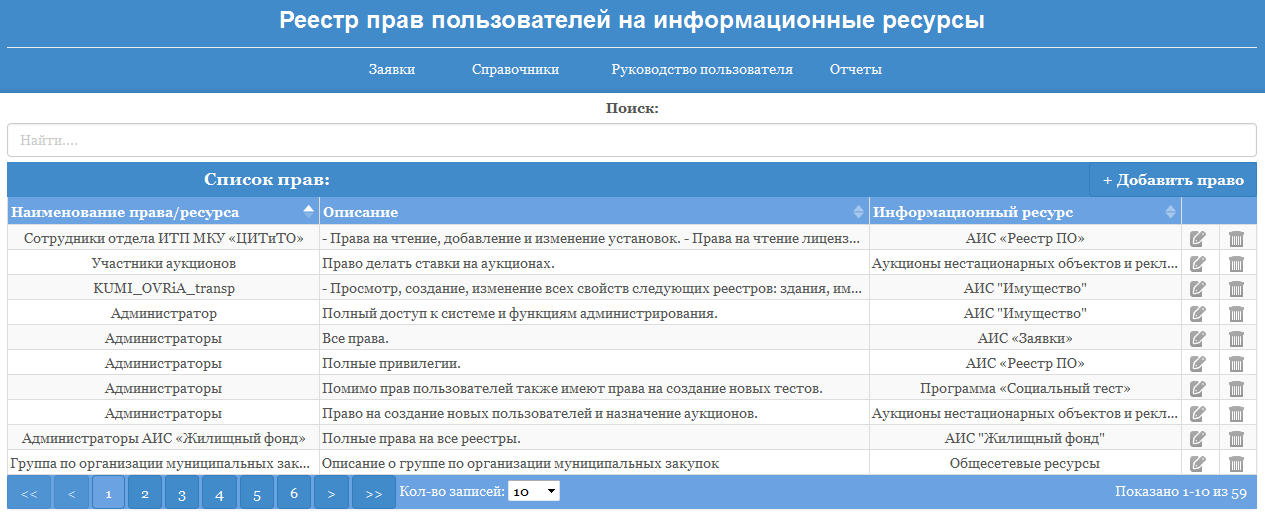 Реестр прав пользователей на информационные ресурсы
Заявки Справочники Руководство пользователя Отчеты
Поиск:
Найти....
Список прав: + Добавить право
Наименование права/ресурса Описание Информационный ресурс
Сотрудники отдела ИТП МКУ «ЦИТиТО» - Права на чтение, добавление и изменение установок. - Права на чтение лиценз... АИС «Реестр ПО»
Участники аукционов Право делать ставки на аукционах. Аукционы нестационарных объектов и рекл...
KUMI_OVRiA_transp - Просмотр, создание, изменение всех свойств следующих реестров: здания, им... АИС "Имущество"
Администратор Полный доступ к системе и функциям администрирования. АИС "Имущество"
Администраторы Все права. АИС «Заявки»
Администраторы Полные привилегии. АИС «Реестр ПО»
Администраторы Помимо прав пользователей также имеют права на создание новых тестов. Программа «Социальный тест»
Администраторы Право на создание новых пользователей и назначение аукционов. Аукционы нестационарных объектов и рекл...
Администраторы АИС «Жилищный фонд» Полные права на все реестры. АИС "Жилищный фонд"
Группа по организации муниципальных зак... Описание о группе по организации муниципальных закупок Общесетевые ресурсы
<< < 1 2 3 4 5 6 > >> Кол-во записей: 10 Показано 1-10 из 59